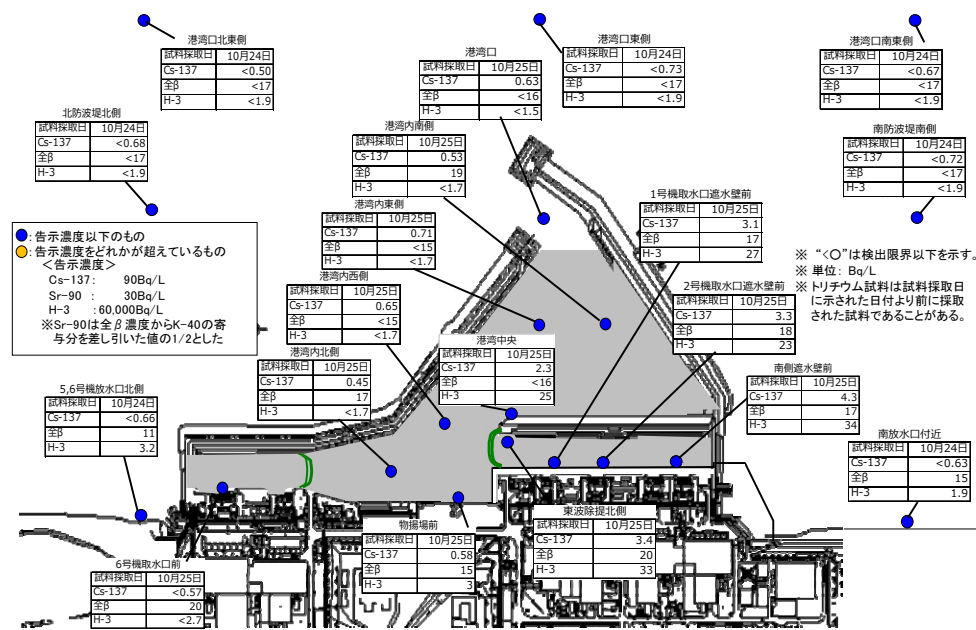 港湾口北東側
試料採取日 10月24日
Cs-137 <0.50
全β <17
H-3 <1.9
港湾口
試料採取日 10月25日
Cs-137 0.63
全β <16
H-3 <1.5
港湾口東側
試料採取日 10月24日
Cs-137 <0.73
全β <17
H-3 <1.9
港湾口南東側
試料採取日 10月24日
Cs-137 <0.67
全β <17
H-3 <1.9
北防波堤北側
試料採取日 10月24日
Cs-137 <0.68
全β <17
H-3 <1.9
港湾内南側
試料採取日 10月25日
Cs-137 0.53
全β 19
H-3 <1.7
南防波堤南側
試料採取日 10月24日
Cs-137 <0.72
全β <17
H-3 <1.9
港湾内東側
試料採取日 10月25日
Cs-137 0.71
全β <15
H-3 <1.7
1号機取水口遮水壁前
試料採取日 10月25日
Cs-137 3.1
全β 17
H-3 27
:告示濃度以下のもの
:告示濃度をどれかが超えているもの
<告示濃度>
Cs-137: 90Bq/L
Sr-90 : 30Bq/L
H-3 :60,000Bq/L
※Sr-90は全β濃度からK-40の寄
与分を差し引いた値の1/2とした
※ “<○”は検出限界以下を示す。
※ 単位: Bq/L
※ トリチウム試料は試料採取日
に示された日付より前に採取
された試料であることがある。
港湾内西側
試料採取日 10月25日
Cs-137 0.65
全β <15
H-3 <1.7
2号機取水口遮水壁前
試料採取日 10月25日
Cs-137 3.3
全β 18
H-3 23
港湾内北側
試料採取日 10月25日
Cs-137 0.45
全β 17
H-3 <1.7
港湾中央
試料採取日 10月25日
Cs-137 2.3
全β <16
H-3 25
南側遮水壁前
試料採取日 10月25日
Cs-137 4.3
全β 17
H-3 34
5,6号機放水口北側
試料採取日 10月24日
Cs-137 <0.66
全β 11
H-3 3.2
南放水口付近
試料採取日 10月24日
Cs-137 <0.63
全β 15
H-3 1.9
東波除堤北側
試料採取日 10月25日
Cs-137 3.4
全β 20
H-3 33
物揚場前
試料採取日 10月25日
Cs-137 0.58
全β 15
H-3 3
6号機取水口前
試料採取日 10月25日
Cs-137 <0.57
全β 20
H-3 <2.7